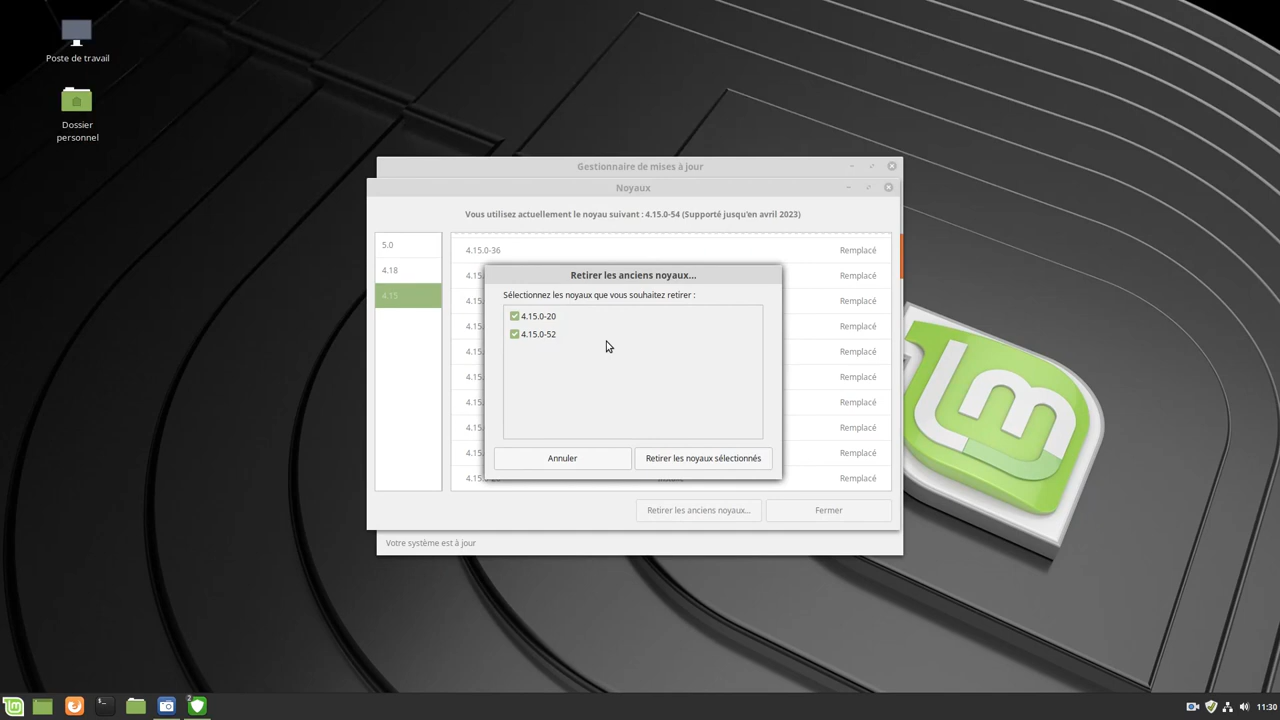 Poste de travail
Dossier
personnel
Gestionnaire de mises à jour
Noyaux
Vous utilisez actuellement le noyau suivant : 4.15.0-54 (Supporté jusqu'en avril 2023)
5.0
4.18
4.15
4.15.0-36 Remplacé
Remplacé
Remplacé
Remplacé
Remplacé
Remplacé
Remplacé
Remplacé
Remplacé
Remplacé
Retirer les anciens noyaux...
Sélectionnez les noyaux que vous souhaitez retirer :
4.15.0-20
4.15.0-52
Annuler
Retirer les noyaux sélectionnés
Retirer les anciens noyaux...
Fermer
Votre système est à jour
2
11:30